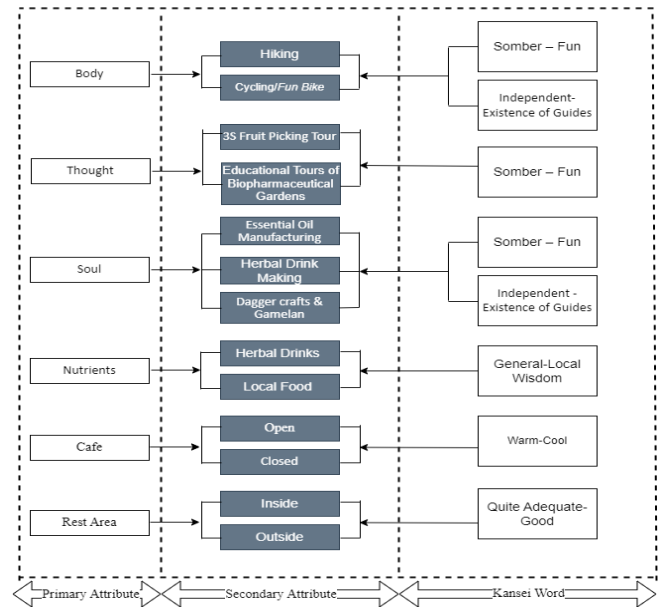 Body
Hiking
Cycling/Fun Bike
Somber – Fun
Independent-
Existence of Guides
Thought
3S Fruit Picking Tour
Educational Tours of
Biopharmaceutical
Gardens
Somber – Fun
Soul
Essential Oil
Manufacturing
Herbal Drink
Making
Dagger crafts &
Gamelan
Somber – Fun
Independent -
Existence of Guides
Nutrients
Herbal Drinks
Local Food
General-Local
Wisdom
Cafe
Open
Closed
Warm-Cool
Rest Area
Inside
Outside
Quite Adequate-
Good
Primary Attribute
Secondary Attribute
Kansei Word